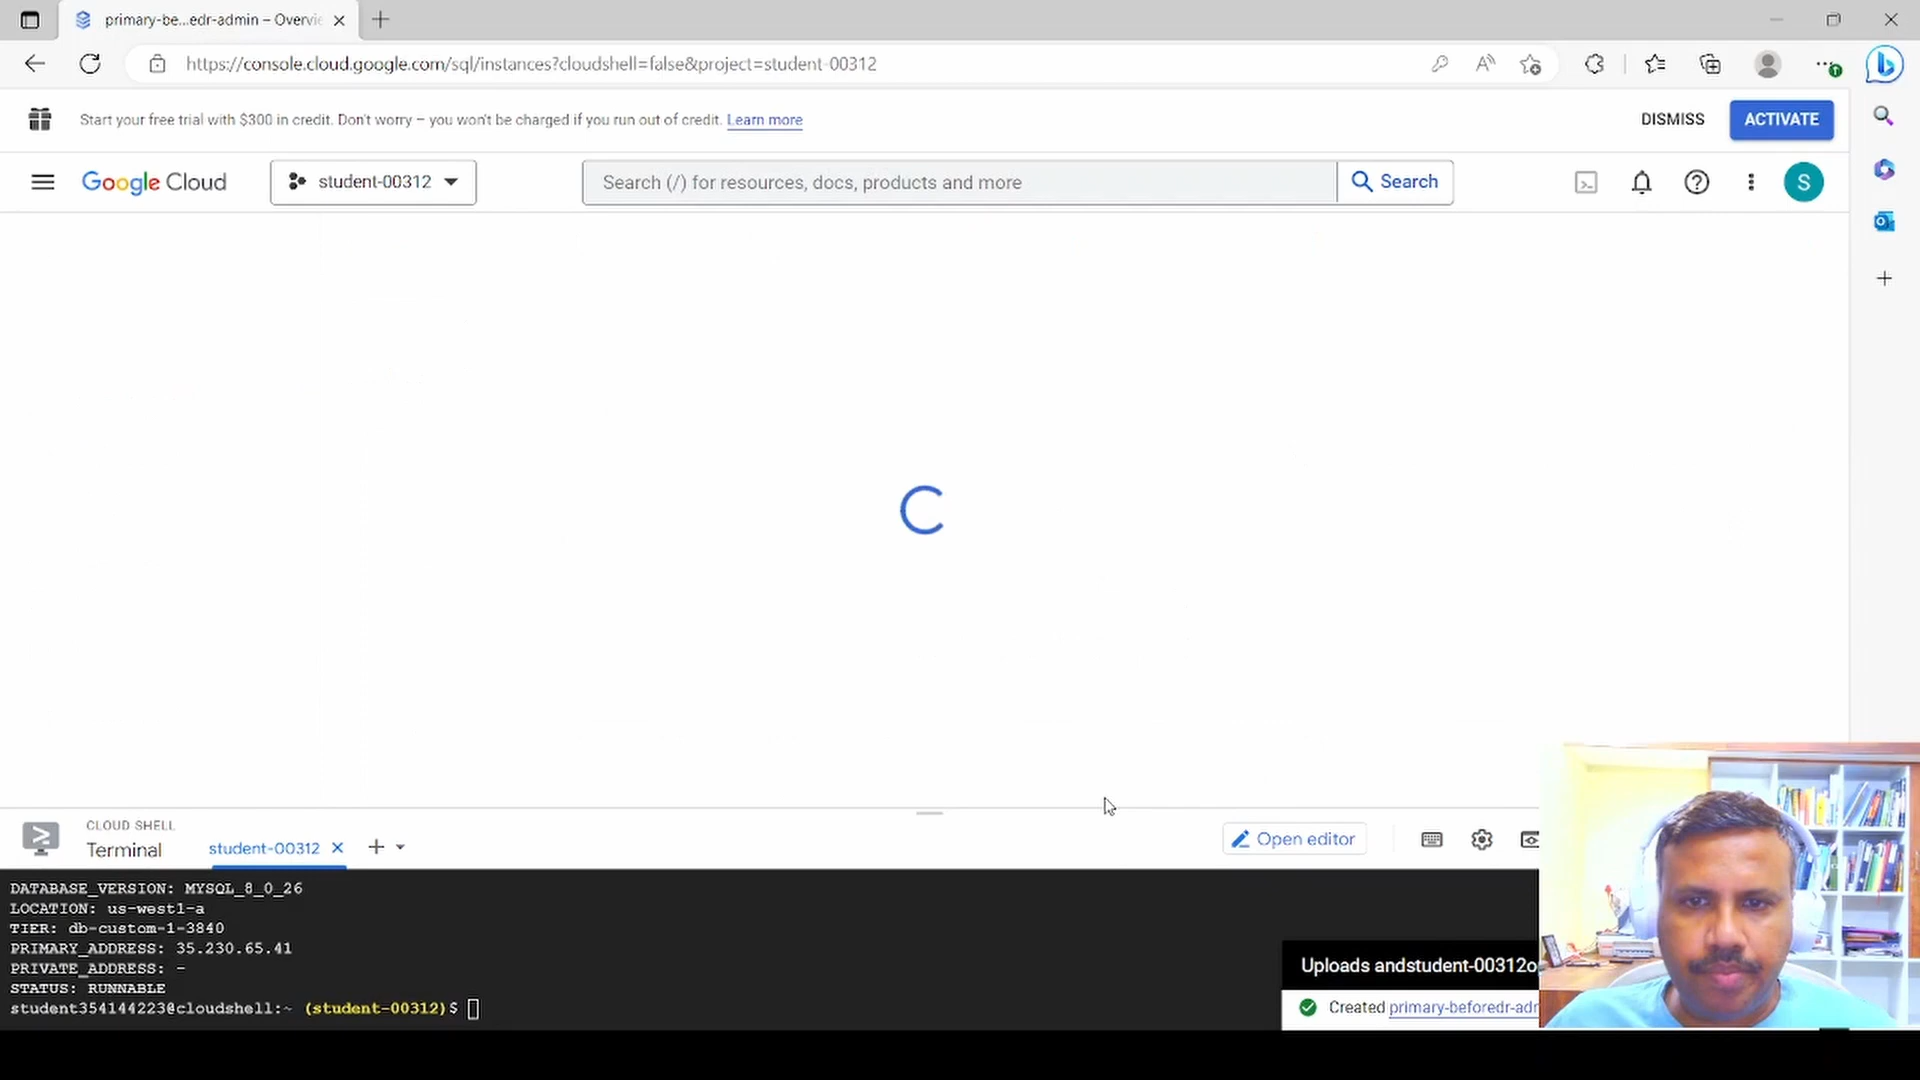 primary-be...edr-admin – Overvie
https://console.cloud.google.com/sql/instances?cloudshell=false&project=student-00312
Start your free trial with $300 in credit. Don't worry – you won't be charged if you run out of credit. Learn more
DISMISS
ACTIVATE
Google Cloud
student-00312
Search (/) for resources, docs, products and more
Search
S
CLOUD SHELL
Terminal
student-00312
Open editor
DATABASE_VERSION: MYSQL_8_0_26
LOCATION: us-west1-a
TIER: db-custom-1-3840
PRIMARY_ADDRESS: 35.230.65.41
PRIVATE_ADDRESS: -
STATUS: RUNNABLE
student3541442230@cloudshell:~ (student-00312)$
Uploads andstudent-00312o
Created primary-beforedr-adm